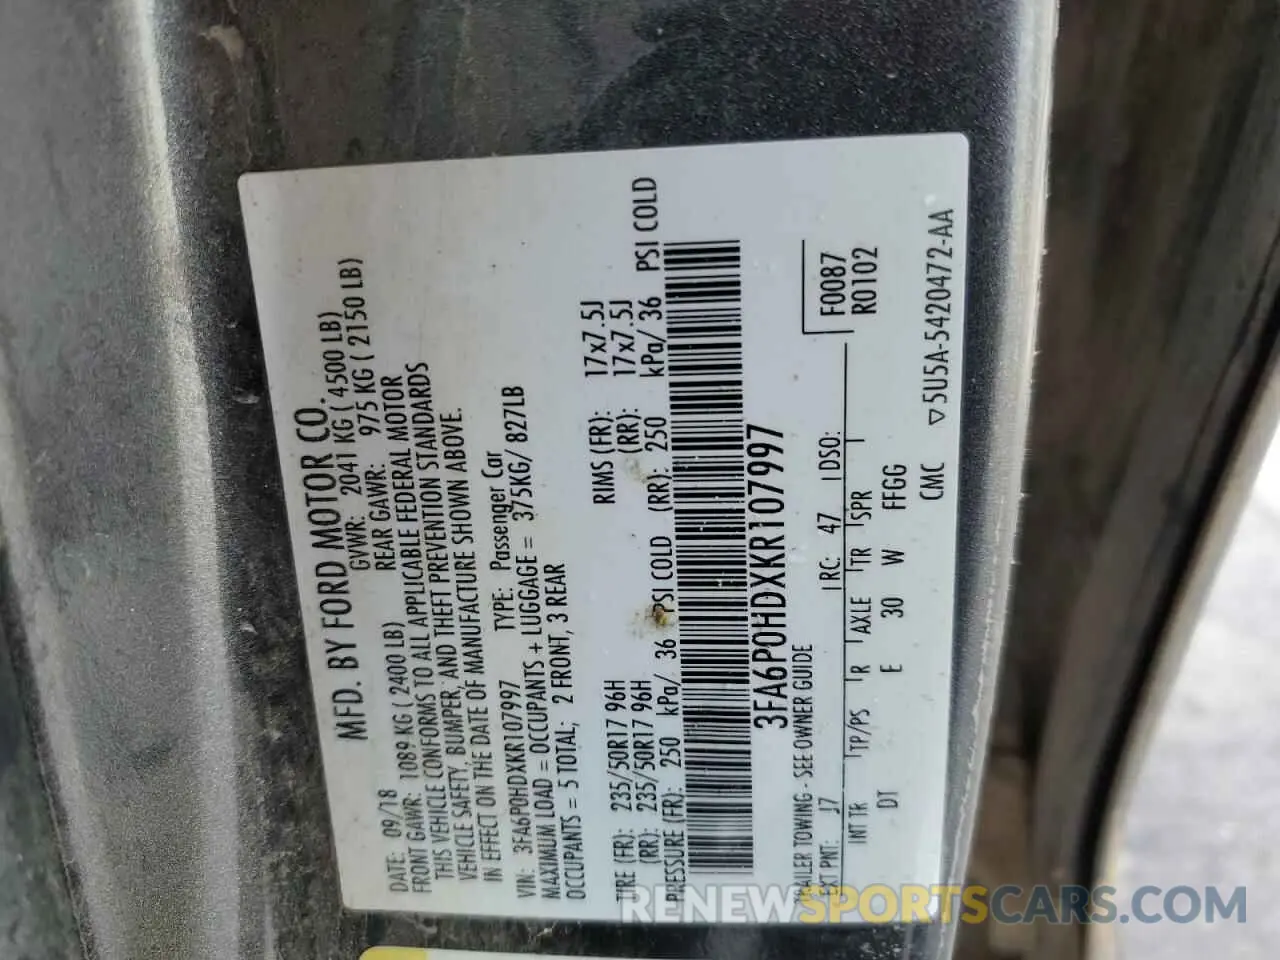 MFD. BY FORD MOTOR CO.
DATE: 09/18 GVWR: 2041 KG ( 4500 LB)
FRONT GAWR: 1089 KG ( 2400 LB) REAR GAWR: 975 KG ( 2150 LB)
THIS VEHICLE CONFORMS TO ALL APPLICABLE FEDERAL MOTOR
VEHICLE SAFETY, BUMPER, AND THEFT PREVENTION STANDARDS
IN EFFECT ON THE DATE OF MANUFACTURE SHOWN ABOVE.
VIN: 3FA6P0HDXKR107997 TYPE: Passenger Car
MAXIMUM LOAD = OCCUPANTS + LUGGAGE = 375KG/ 827LB
OCCUPANTS = 5 TOTAL; 2 FRONT, 3 REAR
TIRE (FR): 235/50R17 96H RIMS (FR): 17x7.5J
(RR): 235/50R17 96H (RR): 17x7.5J
PRESSURE (FR): 250 kPa/ 36 PSI COLD (RR): 250 kPa/ 36 PSI COLD
3FA6P0HDXKR107997
TRAILER TOWING - SEE OWNER GUIDE F0087
EXT PNT: J7 RC: 47 DSO: R0102
INT TR TP/PS R AXLE TR SPR
DT E 30 W FFGG
CMC ▽5U5A-5420472-AA
RENEWSPORTSCARS.COM